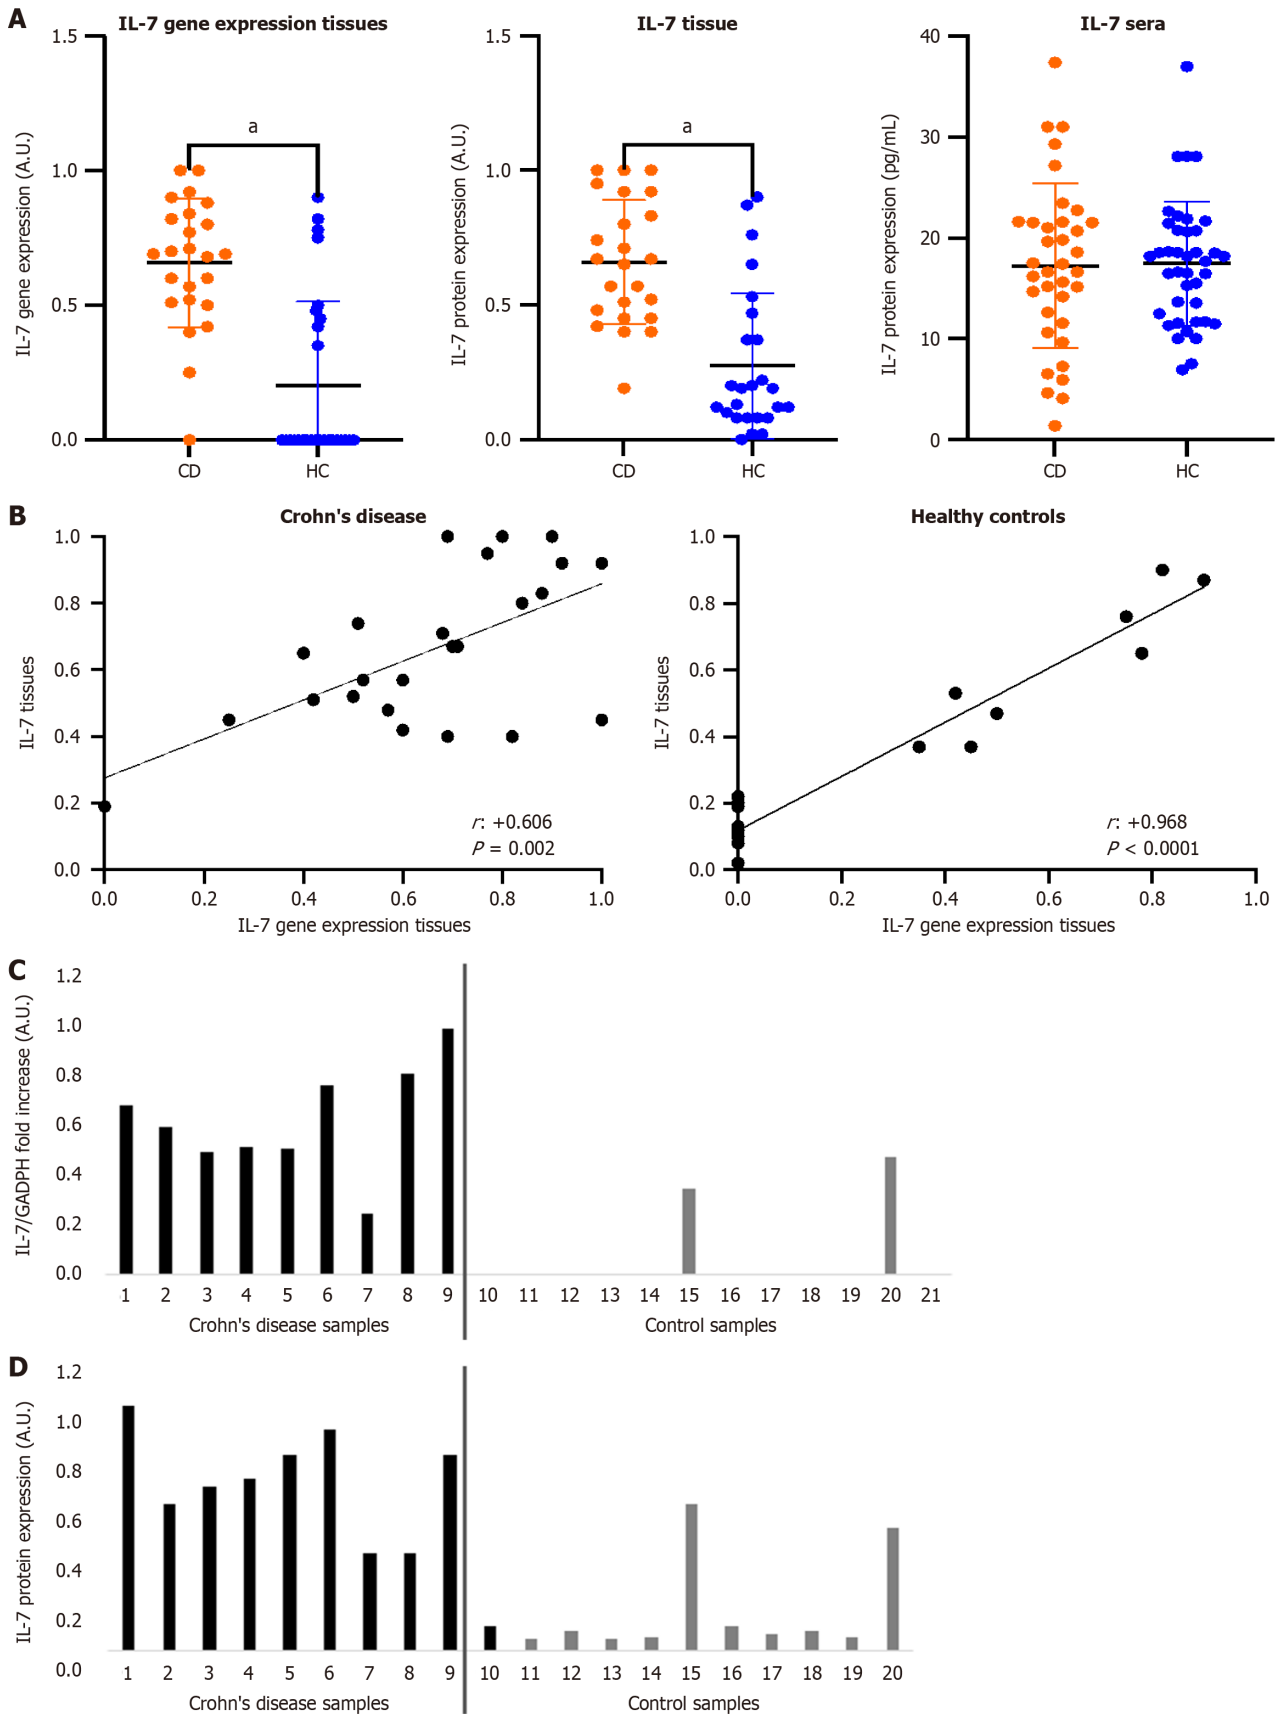 A
IL-7 gene expression tissues
IL-7 gene expression (A.U.)
1.5
1.0
0.5
0.0
a
CD
HC
IL-7 tissue
IL-7 protein expression (A.U.)
1.5
1.0
0.5
0.0
a
CD
HC
IL-7 sera
IL-7 protein expression (pg/mL)
40
30
20
10
0
CD
HC
B
Crohn's disease
IL-7 tissues
1.0
0.8
0.6
0.4
0.2
0.0
r: +0.606
P = 0.002
0.0 0.2 0.4 0.6 0.8 1.0
IL-7 gene expression tissues
Healthy controls
IL-7 tissues
1.0
0.8
0.6
0.4
0.2
0.0
r: +0.968
P < 0.0001
0.0 0.2 0.4 0.6 0.8 1.0
IL-7 gene expression tissues
C
IL-7/GADPH fold increase (A.U.)
1.2
1.0
0.8
0.6
0.4
0.2
0.0
1 2 3 4 5 6 7 8 9 10 11 12 13 14 15 16 17 18 19 20 21
Crohn's disease samples
Control samples
D
IL-7 protein expression (A.U.)
1.2
1.0
0.8
0.6
0.4
0.2
0.0
1 2 3 4 5 6 7 8 9 10 11 12 13 14 15 16 17 18 19 20
Crohn's disease samples
Control samples